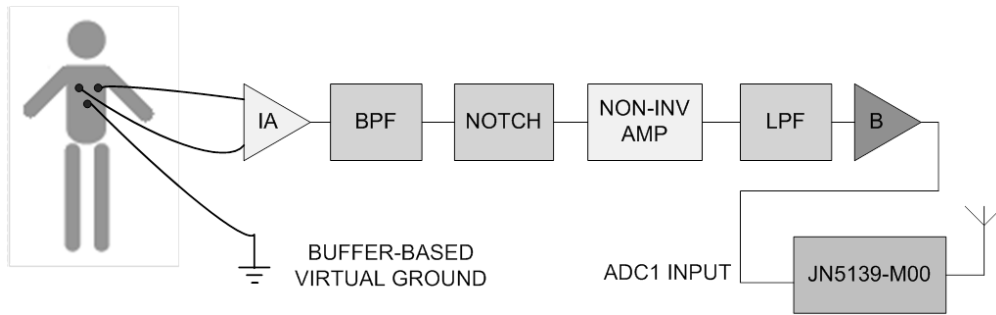 IA
BPF
NOTCH
NON-INV
AMP
LPF
B
BUFFER-BASED
VIRTUAL GROUND
ADC1 INPUT
JN5139-M00